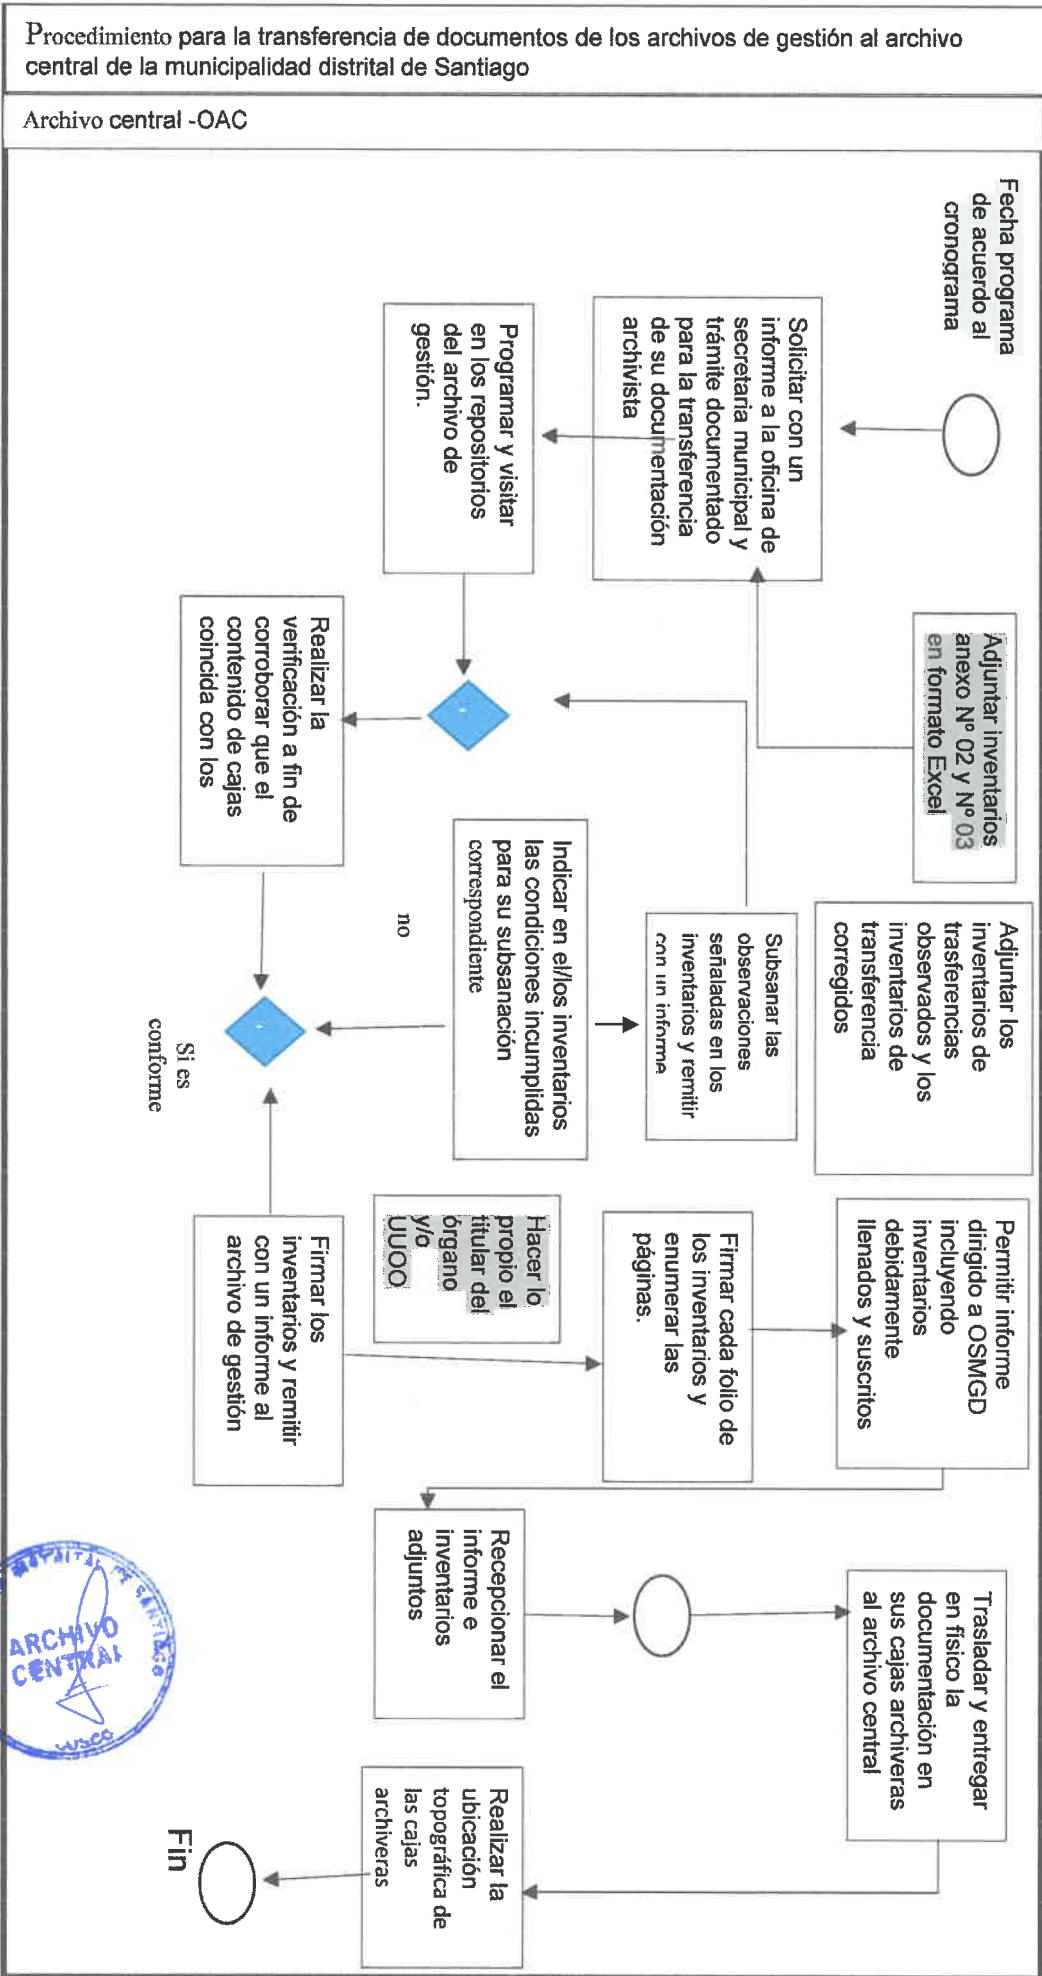 Procedimiento para la transferencia de documentos de los archivos de gestión al archivo
central de la municipalidad distrital de Santiago
Archivo central -OAC
Fecha programa
de acuerdo al
cronograma
Solicitar con un
informe a la oficina de
secretaria municipal y
trámite documentado
para la transferencia
de su documentación
archivista
Programar y visitar
en los repositorios
del archivo de
gestión.
Adjuntar inventarios
anexo Nº 02 y Nº 03
en formato Excel
Realizar la
verificación a fin de
corroborar que el
contenido de cajas
coincida con los
Indicar en el/los inventarios
las condiciones incumplidas
para su subsanación
correspondiente
no
Subsanar las
observaciones
señaladas en los
inventarios y remitir
con un informe
Adjuntar los
inventarios de
trasferencias
observados y los
inventarios de
transferencia
corregidos
Si es
conforme
Firmar los
inventarios y remitir
con un informe al
archivo de gestión
Hacer lo
propio el
titular del
órgano
y/o
UUOO
Firmar cada folio de
los inventarios y
enumerar las
páginas.
Permitir informe
dirigido a OSMGD
incluyendo
inventarios
debidamente
llenados y suscritos
Recepcionar el
informe e
inventarios
adjuntos
Trasladar y entregar
en físico la
documentación en
sus cajas archiveras
al archivo central
Realizar la
ubicación
topográfica de
las cajas
archiveras
Fin
DE SANTIAGO
ARCHIVO
CENTRAL
CUSCO